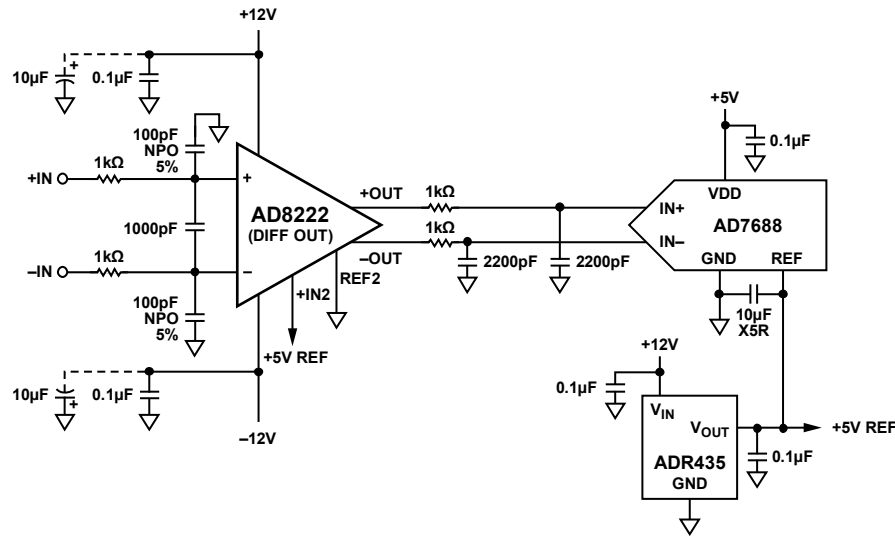 +12V
10µF
+
0.1µF
100pF
NPO
5%
+IN
1kΩ
1000pF
–IN
1kΩ
100pF
NPO
5%
+
–
AD8222
(DIFF OUT)
+OUT
–OUT
REF2
+IN2
+5V REF
10µF
+
0.1µF
–12V
1kΩ
1kΩ
2200pF
2200pF
+5V
0.1µF
VDD
IN+
IN–
AD7688
GND
REF
10µF
X5R
+12V
0.1µF
VIN
VOUT
ADR435
GND
0.1µF
+5V REF